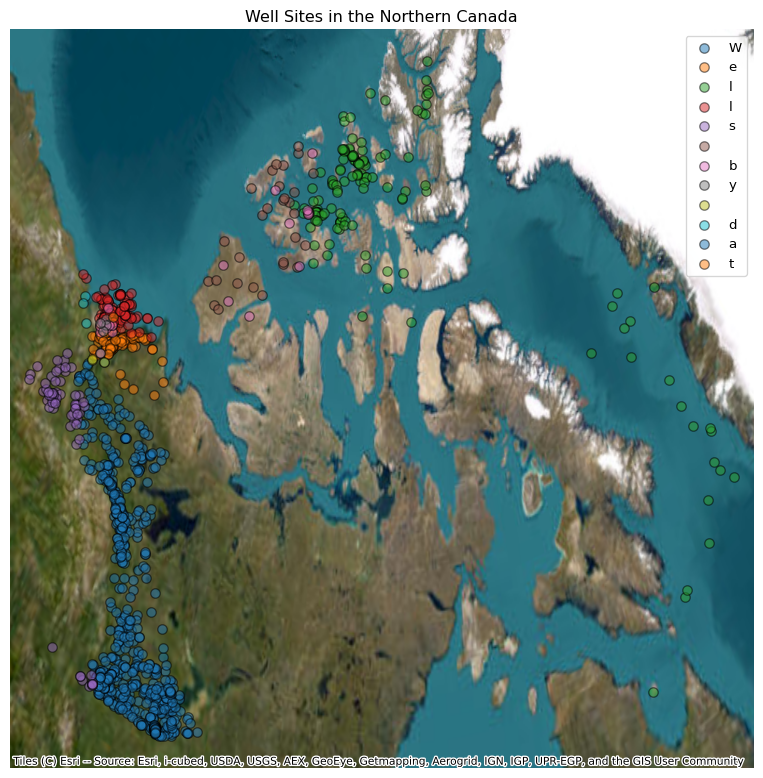 Well Sites in the Northern Canada
W
e
l
l
s
b
y
d
a
t
Tiles (C) Esri -- Source: Esri, i-cubed, USDA, USGS, AEX, GeoEye, Getmapping, Aerogrid, IGN, IGP, UPR-EGP, and the GIS User Community